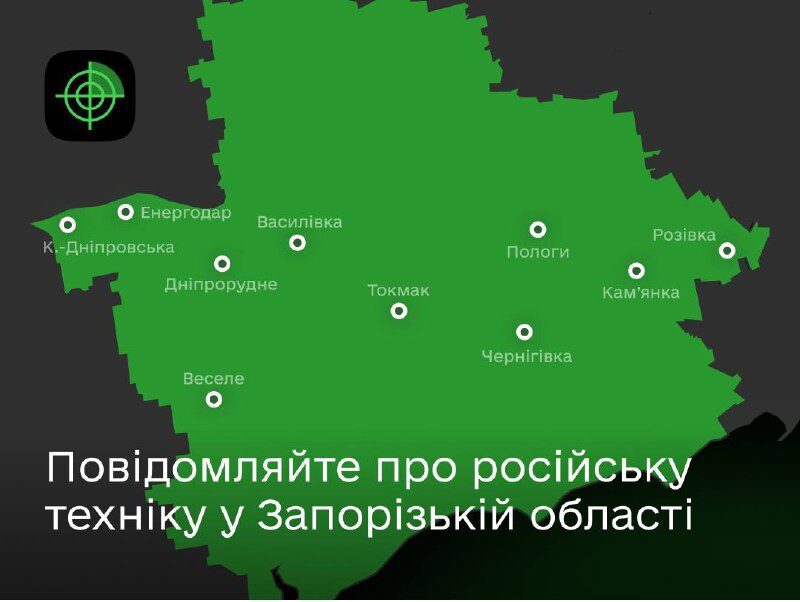 Енергодар
К.-Дніпровська
Василівка
Дніпрорудне
Пологи
Розівка
Кам'янка
Токмак
Чернігівка
Веселе
Повідомляйте про російську
техніку у Запорізькій області